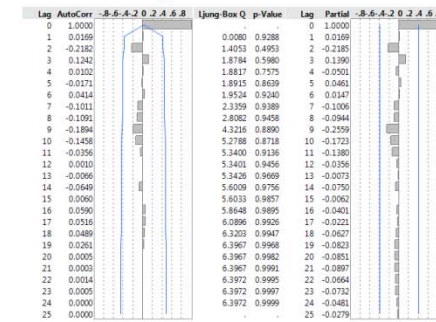 Lag AutoCorr -.8-.6-.4-.2 0 .2 .4 .6 .8 Ljung-Box Q p-Value Lag Partial -.8-.6-.4-.2 0 .2 .4 .6 .8
0 1.0000 . . 0 1.0000
1 0.0169 0.0080 0.9288 1 0.0169
2 -0.2182 1.4053 0.4953 2 -0.2185
3 0.1242 1.8784 0.5980 3 0.1390
4 0.0102 1.8817 0.7575 4 -0.0501
5 -0.0171 1.8915 0.8639 5 0.0461
6 0.0414 1.9524 0.9240 6 0.0147
7 -0.1011 2.3359 0.9389 7 -0.1006
8 -0.1091 2.8082 0.9458 8 -0.0944
9 -0.1894 4.3216 0.8890 9 -0.2559
10 -0.1458 5.2788 0.8718 10 -0.1723
11 -0.0356 5.3400 0.9136 11 -0.1380
12 0.0010 5.3401 0.9456 12 -0.0356
13 -0.0066 5.3426 0.9669 13 -0.0073
14 -0.0649 5.6009 0.9756 14 -0.0750
15 0.0060 5.6033 0.9857 15 -0.0062
16 0.0590 5.8648 0.9895 16 -0.0401
17 0.0516 6.0896 0.9926 17 -0.0221
18 0.0489 6.3203 0.9947 18 -0.0627
19 0.0261 6.3967 0.9968 19 -0.0823
20 0.0005 6.3967 0.9982 20 -0.0851
21 0.0003 6.3967 0.9991 21 -0.0897
22 0.0014 6.3972 0.9995 22 -0.0664
23 0.0002 6.3972 0.9997 23 -0.0732
24 0.0000 6.3972 0.9999 24 -0.0481
25 0.0000 . . 25 -0.0279